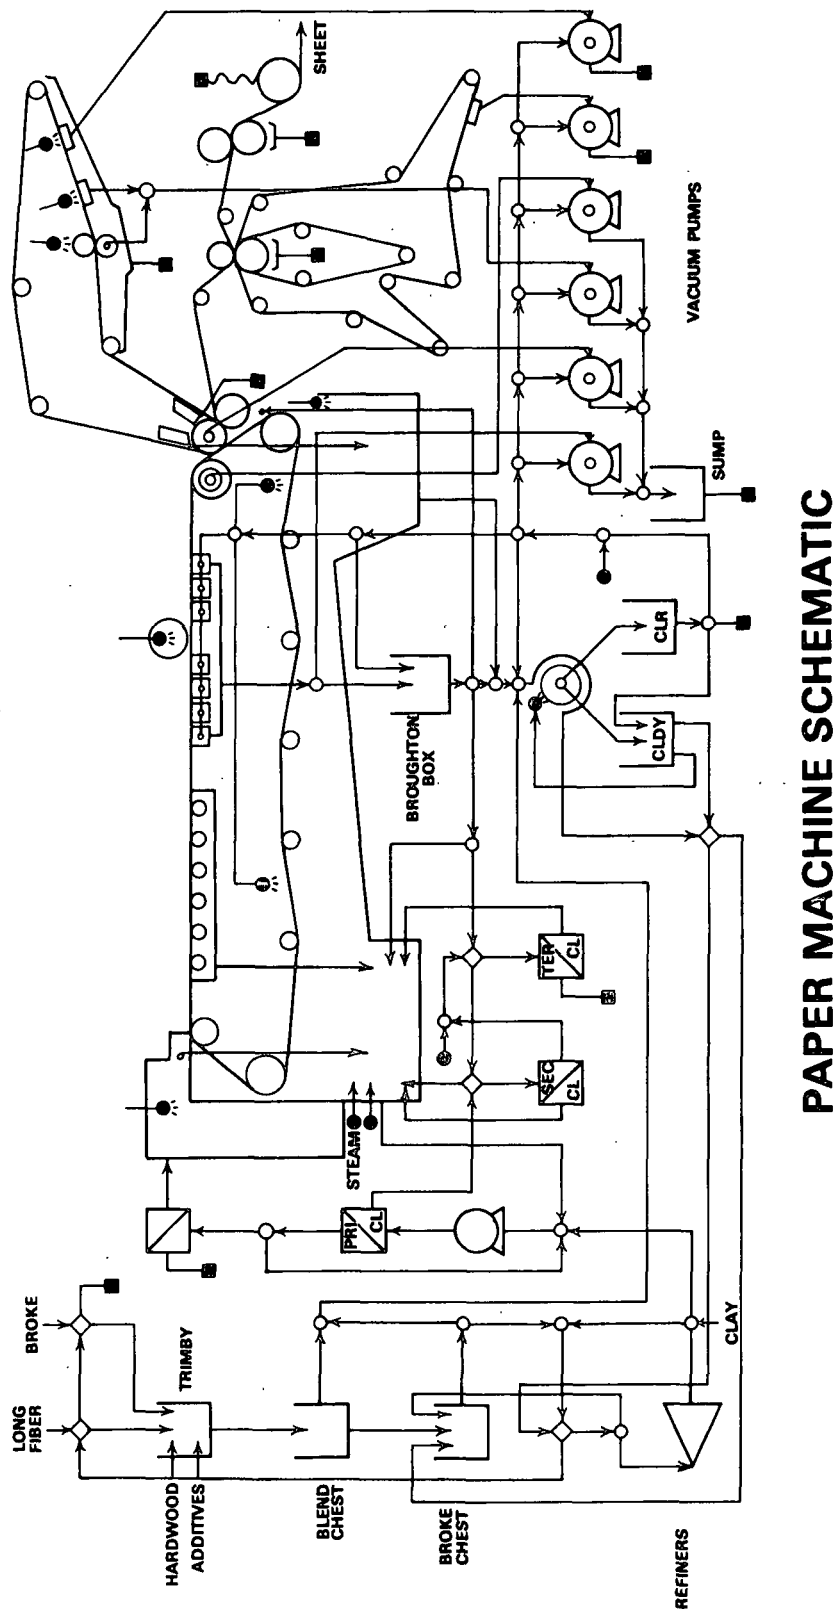 LONG
FIBER
BROKE
HARDWOOD
ADDITIVES
TRIMBY
BLEND
CHEST
BROKE
CHEST
REFINERS
CLAY
PRI
CL
STEAM
SEC
CL
TER
CL
BROUGHTON
BOX
CLDY
CLR
SUMP
VACUUM PUMPS
SHEET
PAPER MACHINE SCHEMATIC